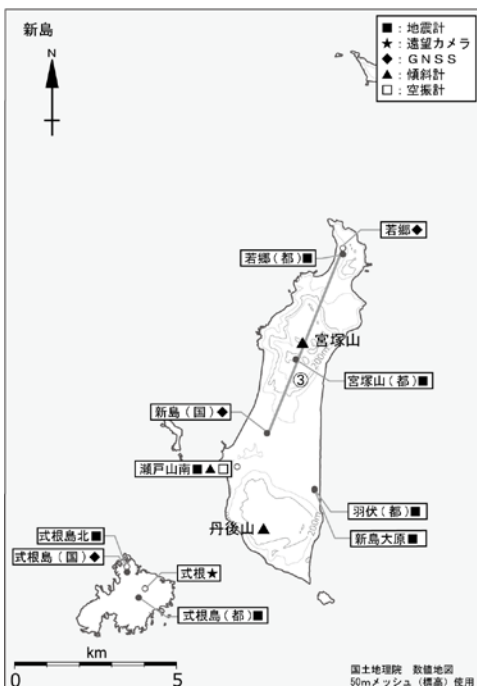 新島
N
■：地震計
★：遠望カメラ
◆：ＧＮＳＳ
▲：傾斜計
□：空振計
若郷◆
若郷（都）■
宮塚山
200m
宮塚山（都）■
③
新島（国）◆
瀬戸山南■▲□
羽伏（都）■
丹後山
200m
新島大原■
式根島北■
式根島（国）◆
式根★
式根島（都）■
km
0 5
国土地理院　数値地図
50mメッシュ（標高）使用